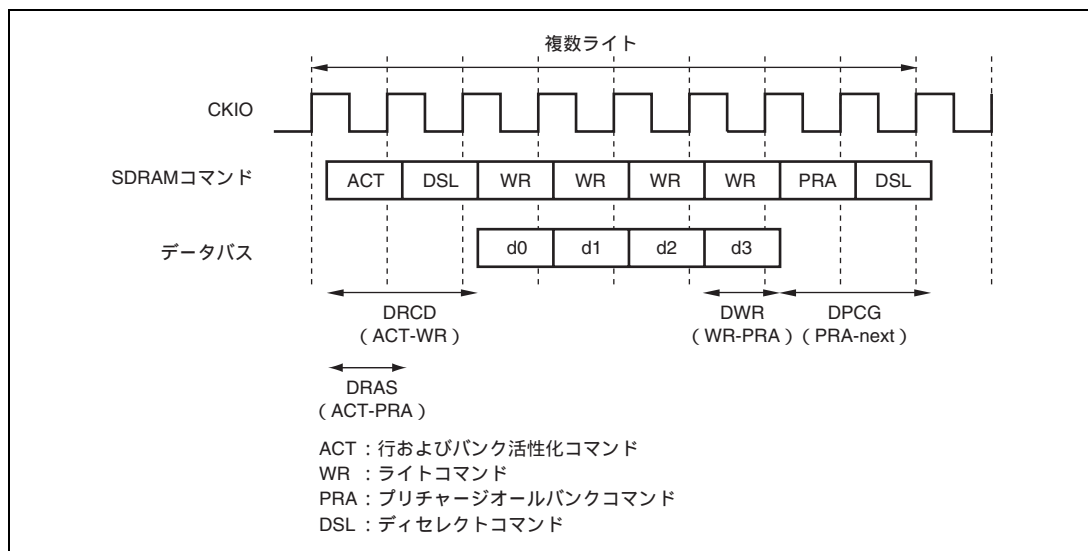 複数ライト
CKIO
SDRAMコマンド
ACT DSL WR WR WR WR PRA DSL
データバス
d0 d1 d2 d3
DRCD
（ACT-WR）
DWR
（WR-PRA）
DPCG
（PRA-next）
DRAS
（ACT-PRA）
ACT：行およびバンク活性化コマンド
WR ：ライトコマンド
PRA：プリチャージオールバンクコマンド
DSL：ディセレクトコマンド